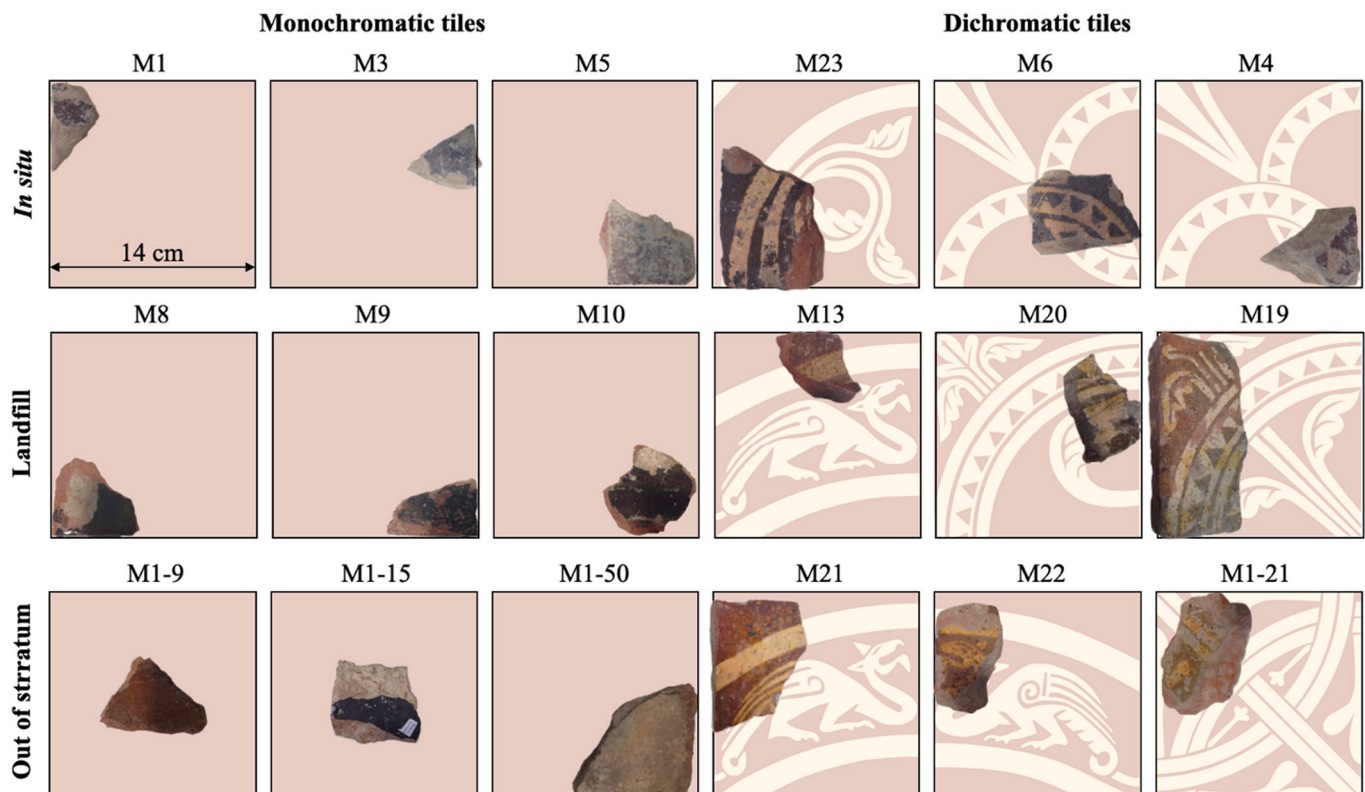 Monochromatic tiles Dichromatic tiles
M1 M3 M5 M23 M6 M4
In situ
14 cm
M8 M9 M10 M13 M20 M19
Landfill
M1-9 M1-15 M1-50 M21 M22 M1-21
Out of stratum